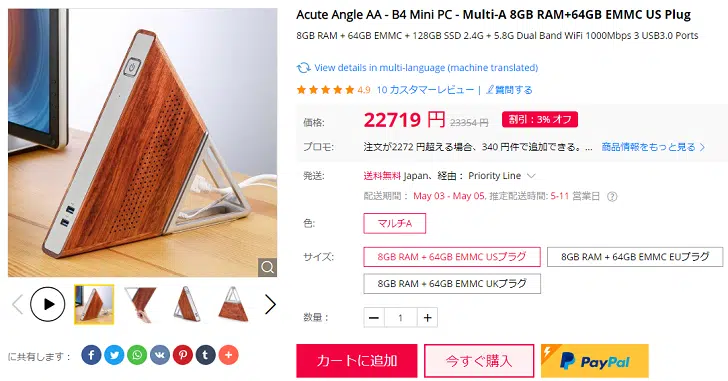 Acute Angle AA - B4 Mini PC - Multi-A 8GB RAM+64GB EMMC US Plug
8GB RAM + 64GB EMMC + 128GB SSD 2.4G + 5.8G Dual Band WiFi 1000Mbps 3 USB3.0 Ports
View details in multi-language (machine translated)
4.9 10 カスタマーレビュー | 質問する
価格: 22719 円 23354 円 割引：3% オフ
プロモ: 注文が2272 円超える場合、340 円件で追加できる。... 商品情報をもっと見る
発送: 送料無料 Japan、経由： Priority Line
配送期間： May 03 - May 05, 推定配送時間: 5-11 営業日
色: マルチA
サイズ: 8GB RAM + 64GB EMMC USプラグ 8GB RAM + 64GB EMMC EUプラグ
8GB RAM + 64GB EMMC UKプラグ
数量： 1
に共有します：
カートに追加 今すぐ購入 PayPal